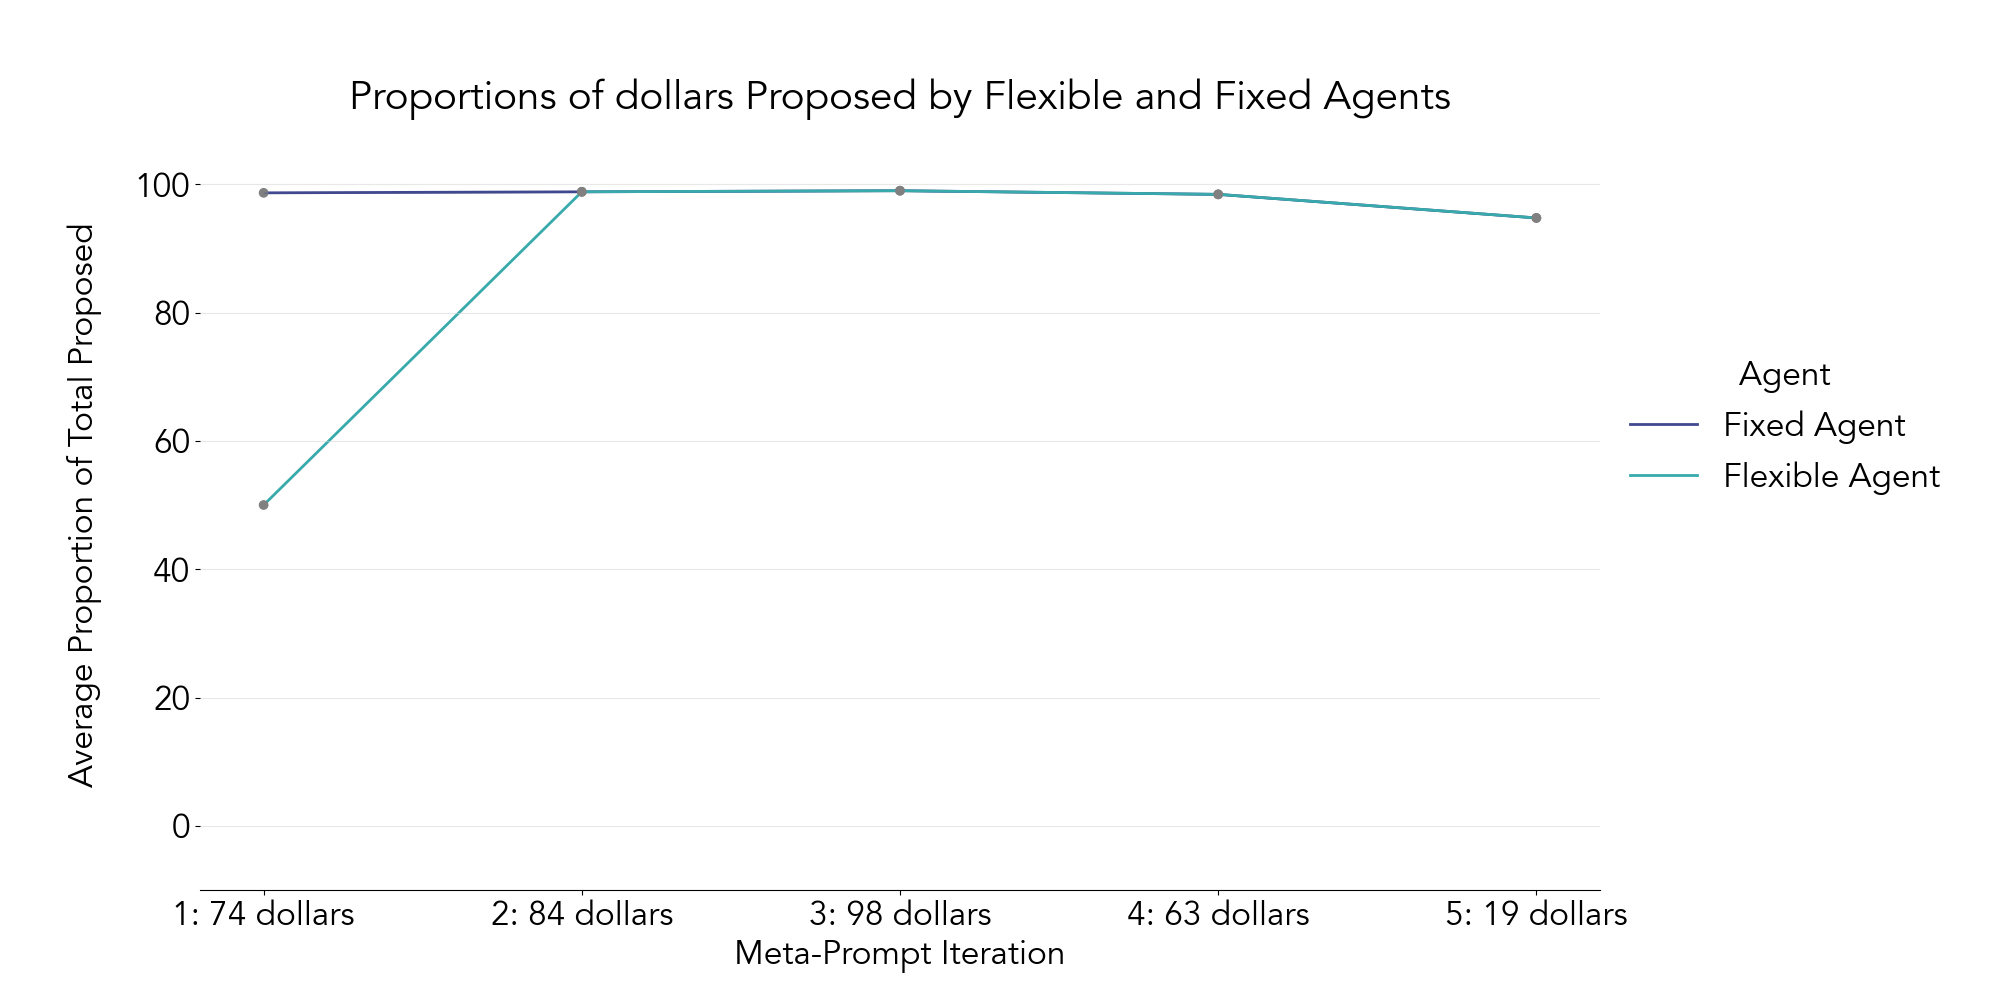 Proportions of dollars Proposed by Flexible and Fixed Agents
Average Proportion of Total Proposed
100
80
60
40
20
0
1: 74 dollars
2: 84 dollars
3: 98 dollars
4: 63 dollars
5: 19 dollars
Meta-Prompt Iteration
Agent
Fixed Agent
Flexible Agent